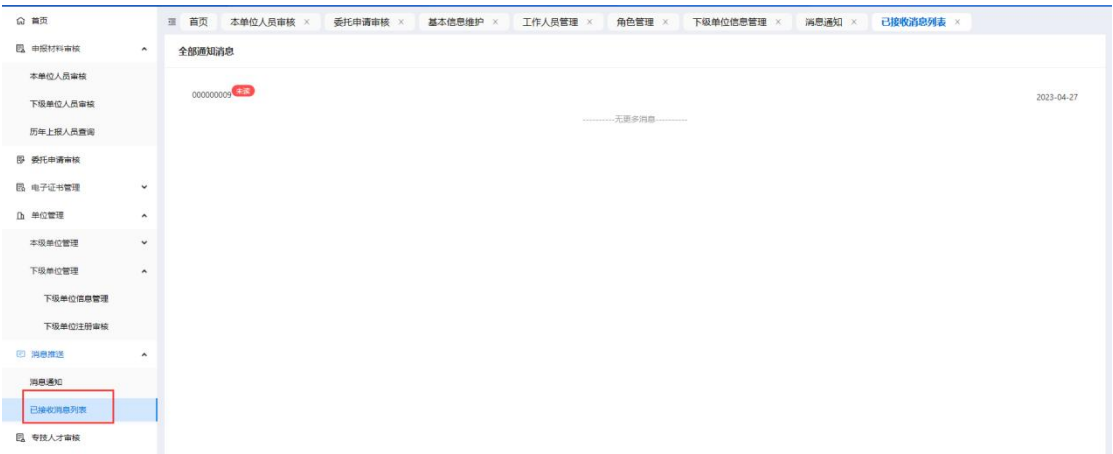 首页
申报材料审核
本单位人员审核
下级单位人员审核
历年上报人员查询
委托申请审核
电子证书管理
单位管理
本级单位管理
下级单位管理
下级单位信息管理
下级单位注册审核
消息推送
消息通知
已接收消息列表
专技人才审核
首页 本单位人员审核 × 委托申请审核 × 基本信息维护 × 工作人员管理 × 角色管理 × 下级单位信息管理 × 消息通知 × 已接收消息列表 ×
全部通知消息
000000009 未读 2023-04-27
----------无更多消息----------